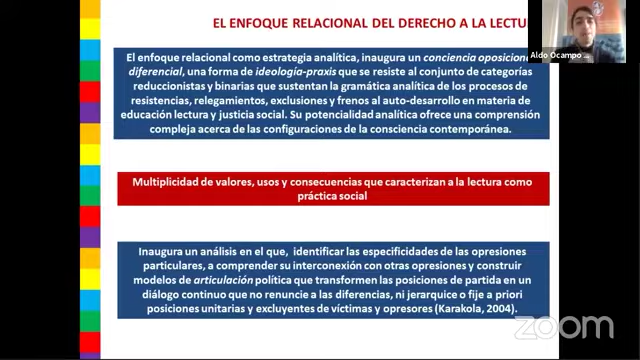 EL ENFOQUE RELACIONAL DEL DERECHO A LA LECTU
Aldo Ocampo ...
El enfoque relacional como estrategia analítica, inaugura un conciencia oposicion
diferencial, una forma de ideología-praxis que se resiste al conjunto de categorías
reduccionistas y binarias que sustentan la gramática analítica de los procesos de
resistencias, relegamientos, exclusiones y frenos al auto-desarrollo en materia de
educación lectura y justicia social. Su potencialidad analítica ofrece una comprensión
compleja acerca de las configuraciones de la consciencia contemporánea.
Multiplicidad de valores, usos y consecuencias que caracterizan a la lectura como
práctica social
Inaugura un análisis en el que, identificar las especificidades de las opresiones
particulares, a comprender su interconexión con otras opresiones y construir
modelos de articulación política que transformen las posiciones de partida en un
diálogo continuo que no renuncie a las diferencias, ni jerarquice o fije a priori
posiciones unitarias y excluyentes de víctimas y opresores (Karakola, 2004).
zoom